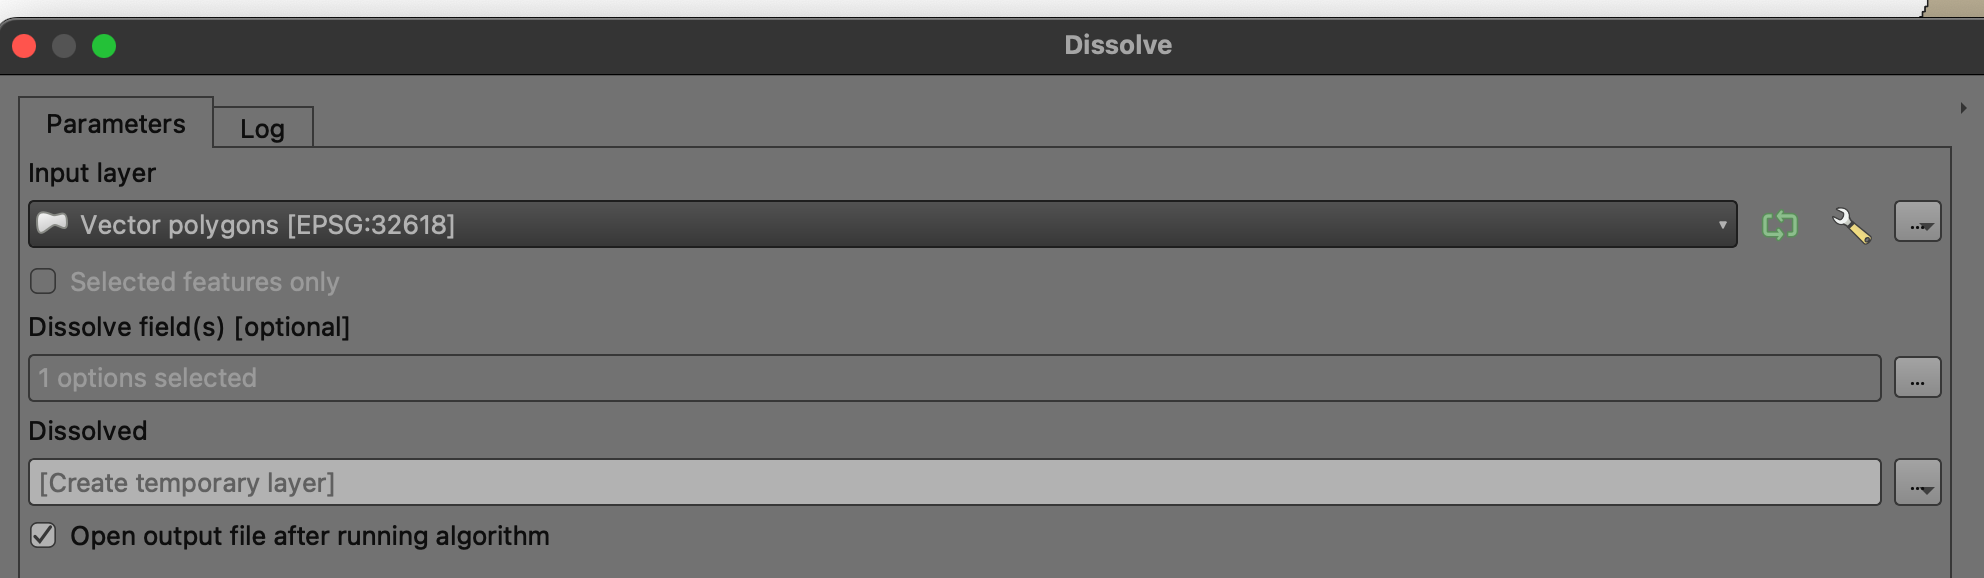 Dissolve
Parameters
Log
Input layer
Vector polygons [EPSG:32618]
...
Selected features only
Dissolve field(s) [optional]
1 options selected
...
Dissolved
[Create temporary layer]
...
Open output file after running algorithm